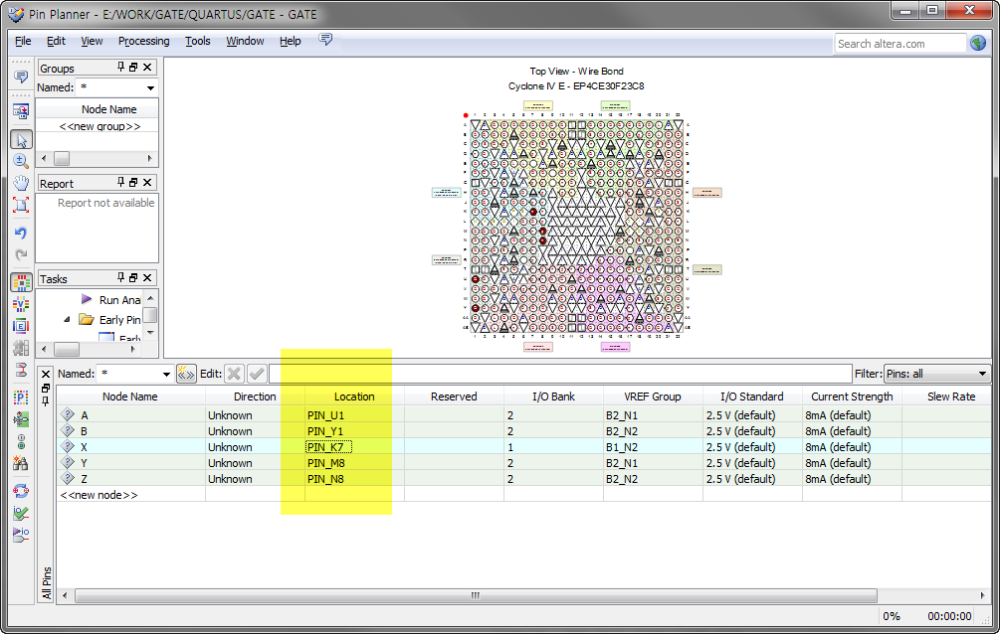 Pin Planner - E:/WORK/GATE/QUARTUS/GATE - GATE
File Edit View Processing Tools Window Help
Search altera.com
Groups
Named: *
Node Name
<<new group>>
Report
Report not available
Tasks
Run Ana
Early Pin
Early
Top View - Wire Bond
Cyclone IV E - EP4CE30F23C8
Named: * Edit: Filter: Pins: all
Node Name Direction Location Reserved I/O Bank VREF Group I/O Standard Current Strength Slew Rate
A Unknown PIN_U1 2 B2_N1 2.5 V (default) 8mA (default)
B Unknown PIN_Y1 2 B2_N2 2.5 V (default) 8mA (default)
X Unknown PIN_K7 1 B1_N2 2.5 V (default) 8mA (default)
Y Unknown PIN_M8 2 B2_N1 2.5 V (default) 8mA (default)
Z Unknown PIN_N8 2 B2_N2 2.5 V (default) 8mA (default)
<<new node>>
All Pins
0% 00:00:00